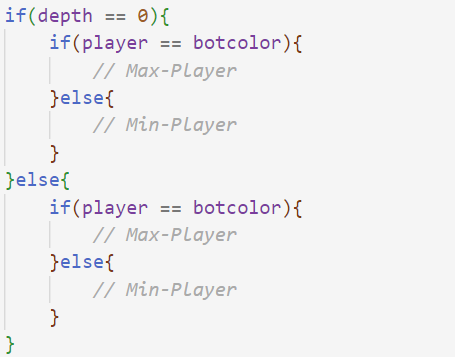 if(depth == 0){
    if(player == botcolor){
        // Max-Player
    }else{
        // Min-Player
    }
}else{
    if(player == botcolor){
        // Max-Player
    }else{
        // Min-Player
    }
}